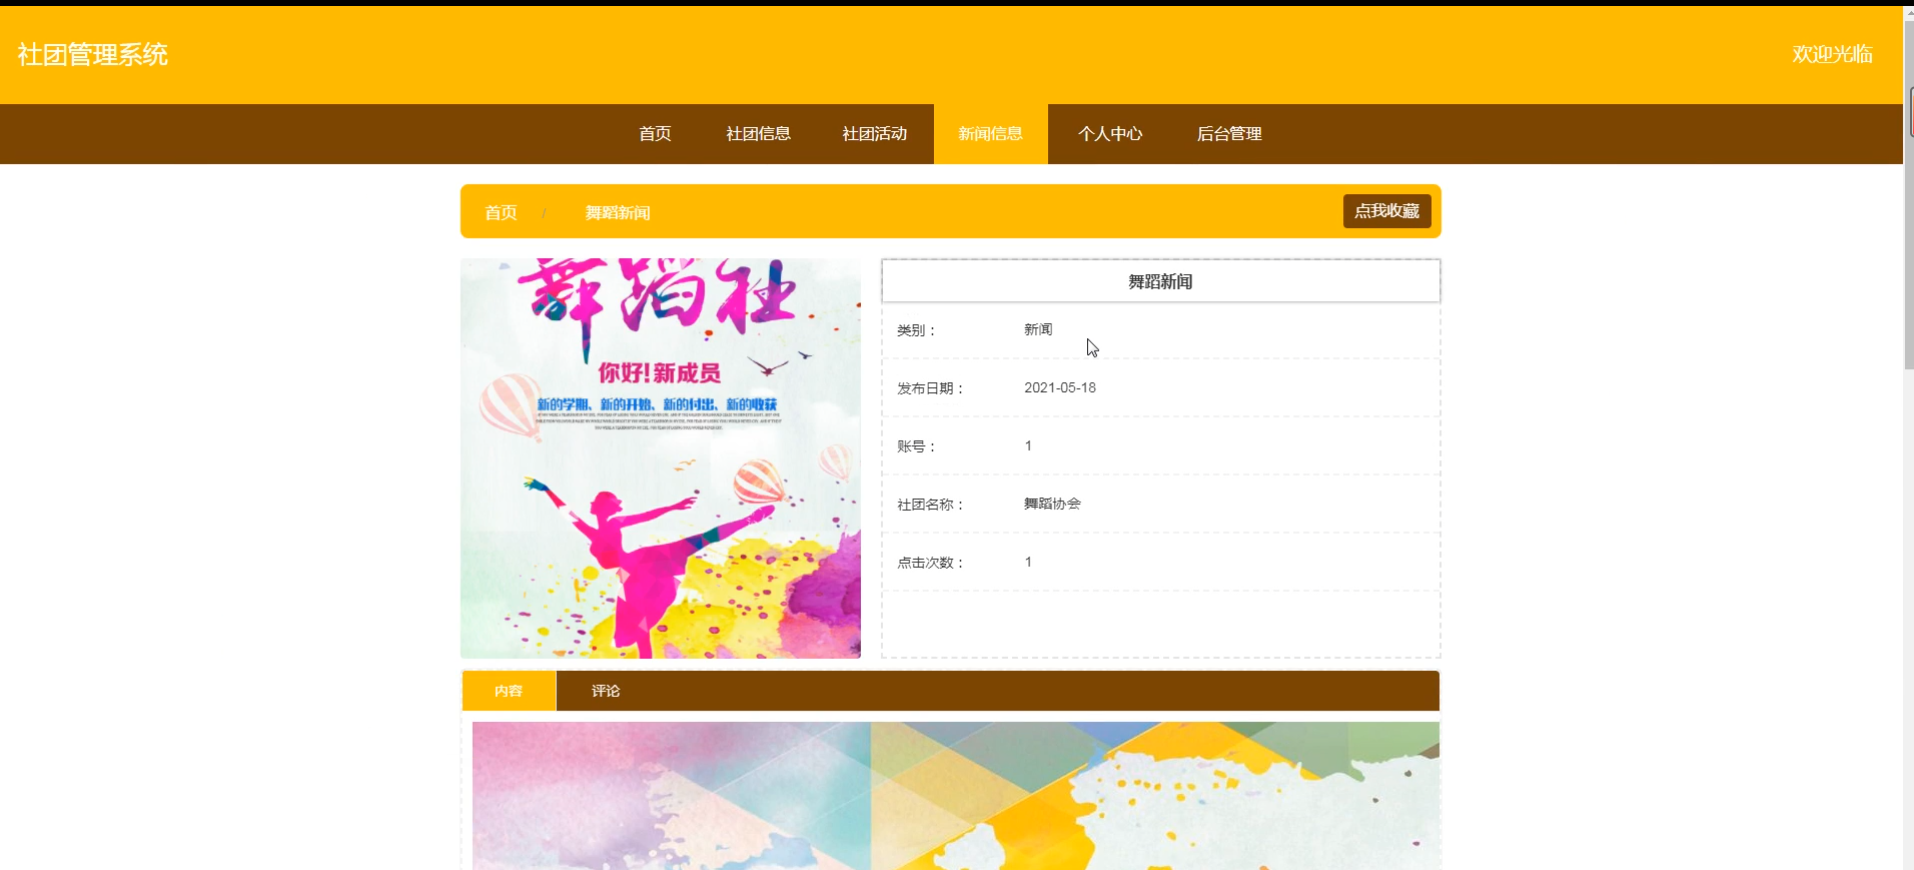 社团管理系统
欢迎光临
首页 社团信息 社团活动 新闻信息 个人中心 后台管理
首页 / 舞蹈新闻
点我收藏
舞蹈社
你好!新成员
新的学期、新的开始、新的付出、新的收获
舞蹈新闻
类别： 新闻
发布日期： 2021-05-18
账号： 1
社团名称： 舞蹈协会
点击次数： 1
内容 评论